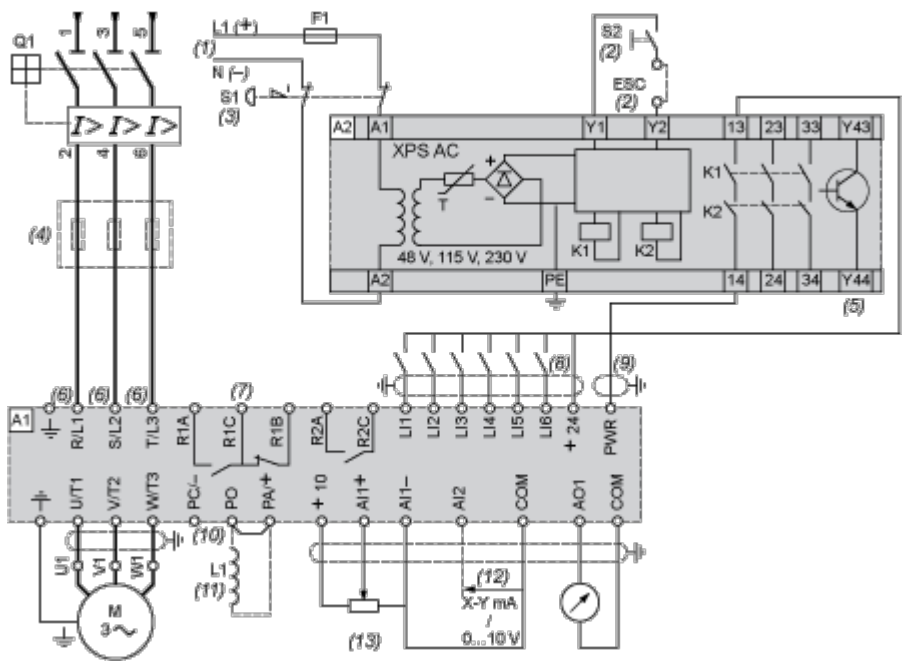 Q1 1 3 5 L1 (+) F1 S2
(1) (2)
N (–) ESC
S1 (2)
(3)
I> I> I>
2 4 6
A2 A1 Y1 Y2 13 23 33 Y43
XPS AC
T
+
–
K1
K2
K1 K2
48 V, 115 V, 230 V
A2 PE 14 24 34 Y44
(5)
(4)
(8) (9)
(6) (6) (6) (7)
A1 R/L1 S/L2 T/L3 R1A R1C R1B R2A R2C LI1 LI2 LI3 LI4 LI5 LI6 + 24 PWR
U/T1 V/T2 W/T3 PC/– PO PA/+ + 10 AI1+ AI1– AI2 COM AO1 COM
(10)
U1 V1 W1
L1
(11)
(12)
X-Y mA
/
0...10 V
(13)
M
3~